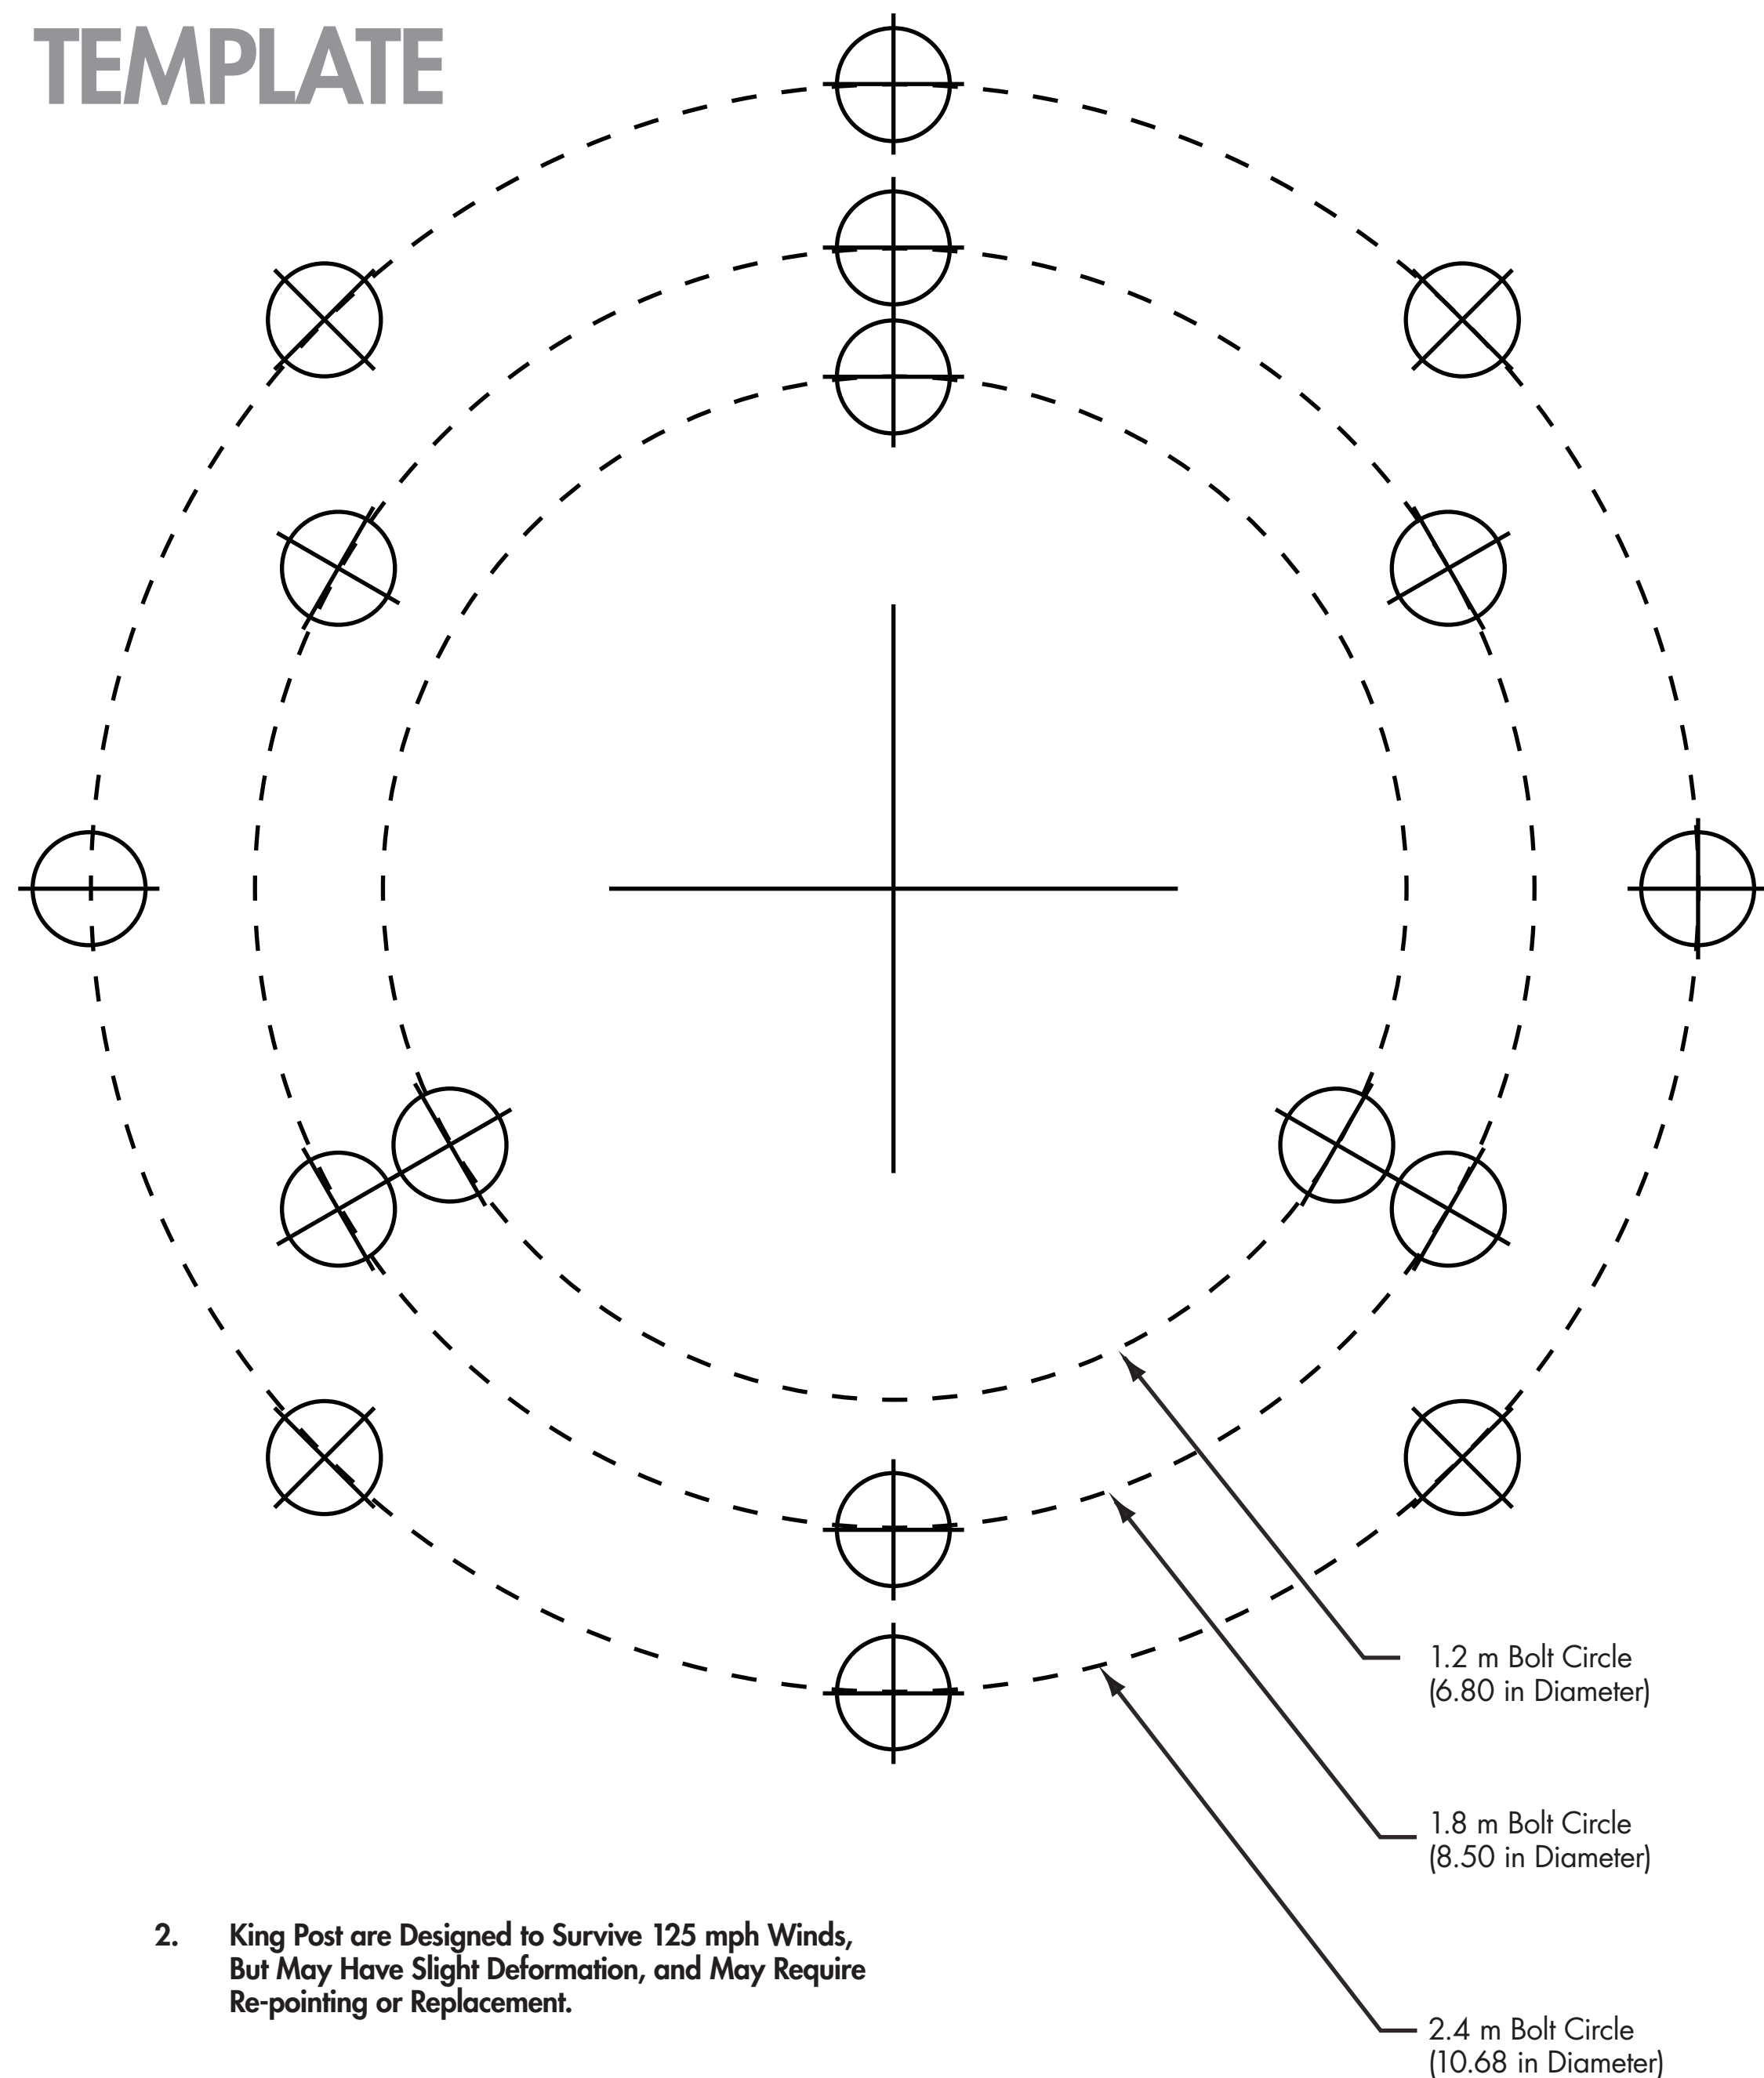 TEMPLATE
1.2 m Bolt Circle
(6.80 in Diameter)
1.8 m Bolt Circle
(8.50 in Diameter)
2. King Post are Designed to Survive 125 mph Winds,
But May Have Slight Deformation, and May Require
Re-pointing or Replacement.
2.4 m Bolt Circle
(10.68 in Diameter)